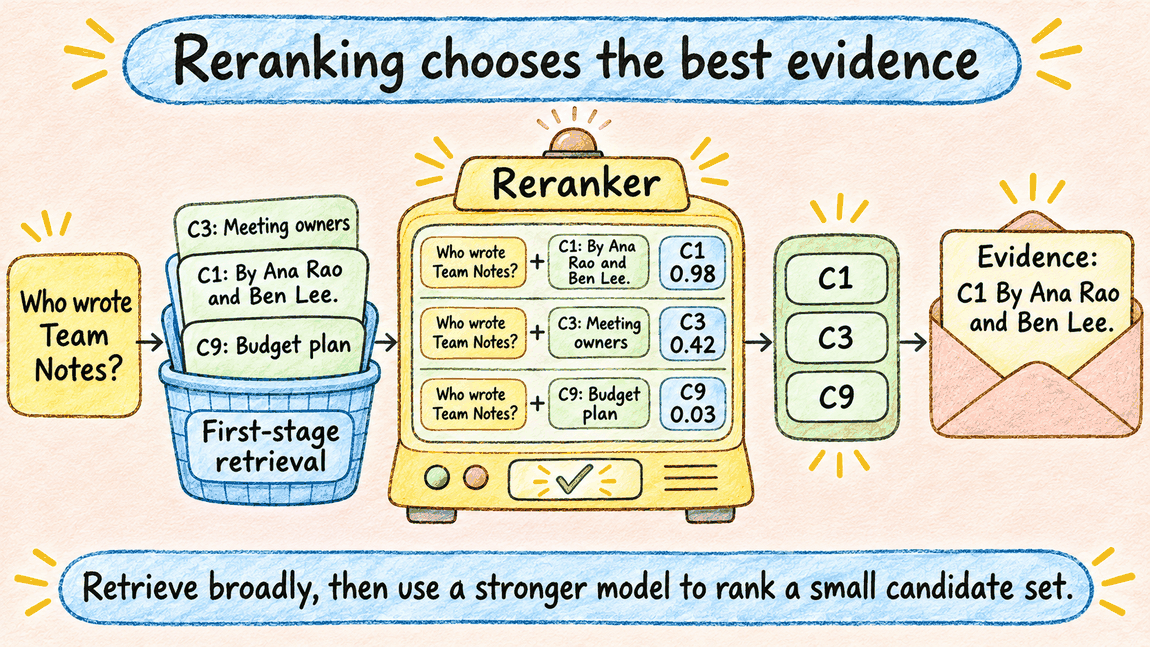 Reranking chooses the best evidence
Who wrote
Team
Notes?
C3: Meeting owners
C1: By Ana Rao
and Ben Lee.
C9: Budget plan
First-stage
retrieval
Reranker
Who wrote
Team Notes?
+
C1: By Ana
Rao and
Ben Lee.
C1
0.98
Who wrote
Team Notes?
+
C3: Meeting
owners
C3
0.42
Who wrote
Team Notes?
+
C9: Budget
plan
C9
0.03
C1
C3
C9
Evidence:
C1 By Ana Rao
and Ben Lee.
Retrieve broadly, then use a stronger model to rank a small candidate set.